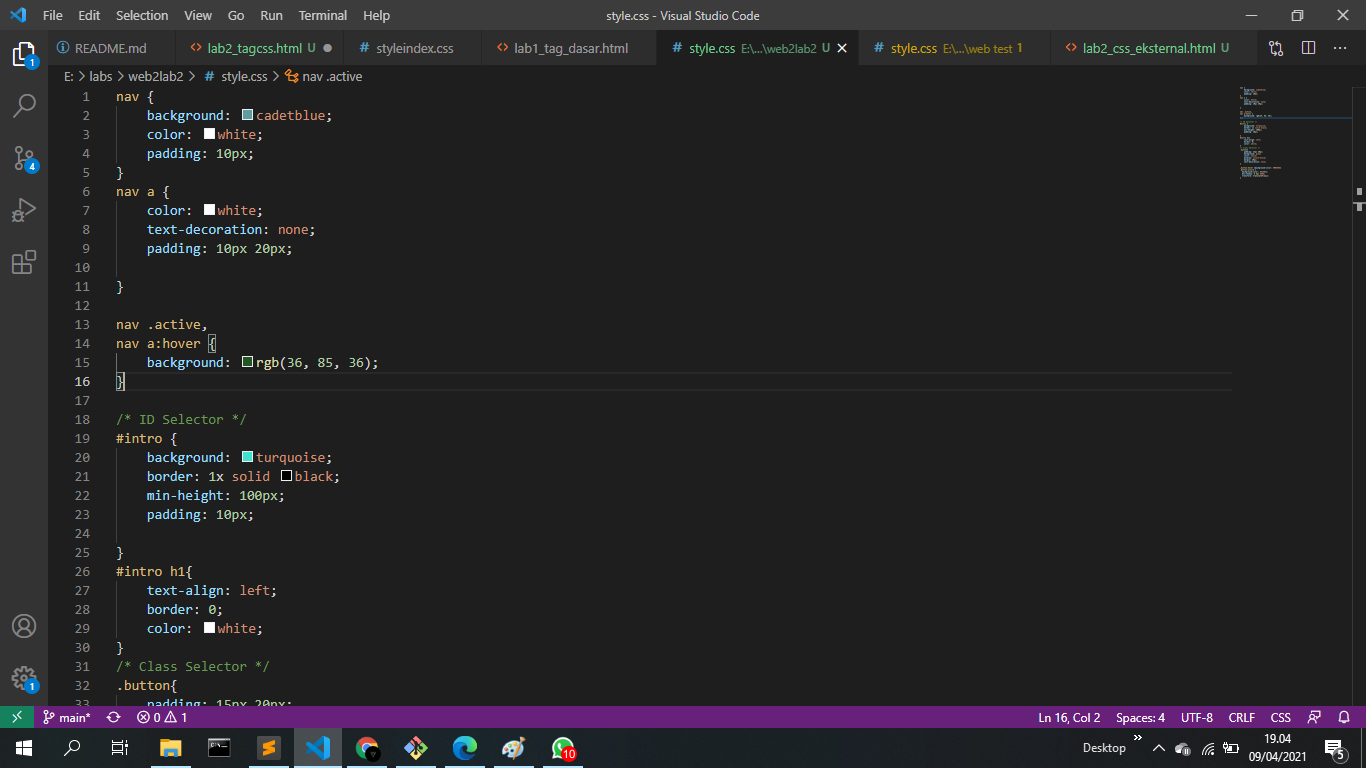 File Edit Selection View Go Run Terminal Help style.css - Visual Studio Code
README.md lab2_tagcss.html U styleindex.css lab1_tag_dasar.html style.css E:\...\web2lab2 U style.css E:\...\web test 1 lab2_css_eksternal.html U
E: > labs > web2lab2 > # style.css > nav .active
1 nav {
2 background: cadetblue;
3 color: white;
4 padding: 10px;
5 }
6 nav a {
7 color: white;
8 text-decoration: none;
9 padding: 10px 20px;
10
11 }
12
13 nav .active,
14 nav a:hover {
15 background: rgb(36, 85, 36);
16 }
17
18 /* ID Selector */
19 #intro {
20 background: turquoise;
21 border: 1x solid black;
22 min-height: 100px;
23 padding: 10px;
24
25 }
26 #intro h1{
27 text-align: left;
28 border: 0;
29 color: white;
30 }
31 /* Class Selector */
32 .button{
33 padding: 15px 20px;
1
4
1
main* 0 1 Ln 16, Col 2 Spaces: 4 UTF-8 CRLF CSS
10 Desktop 19.04
09/04/2021 5